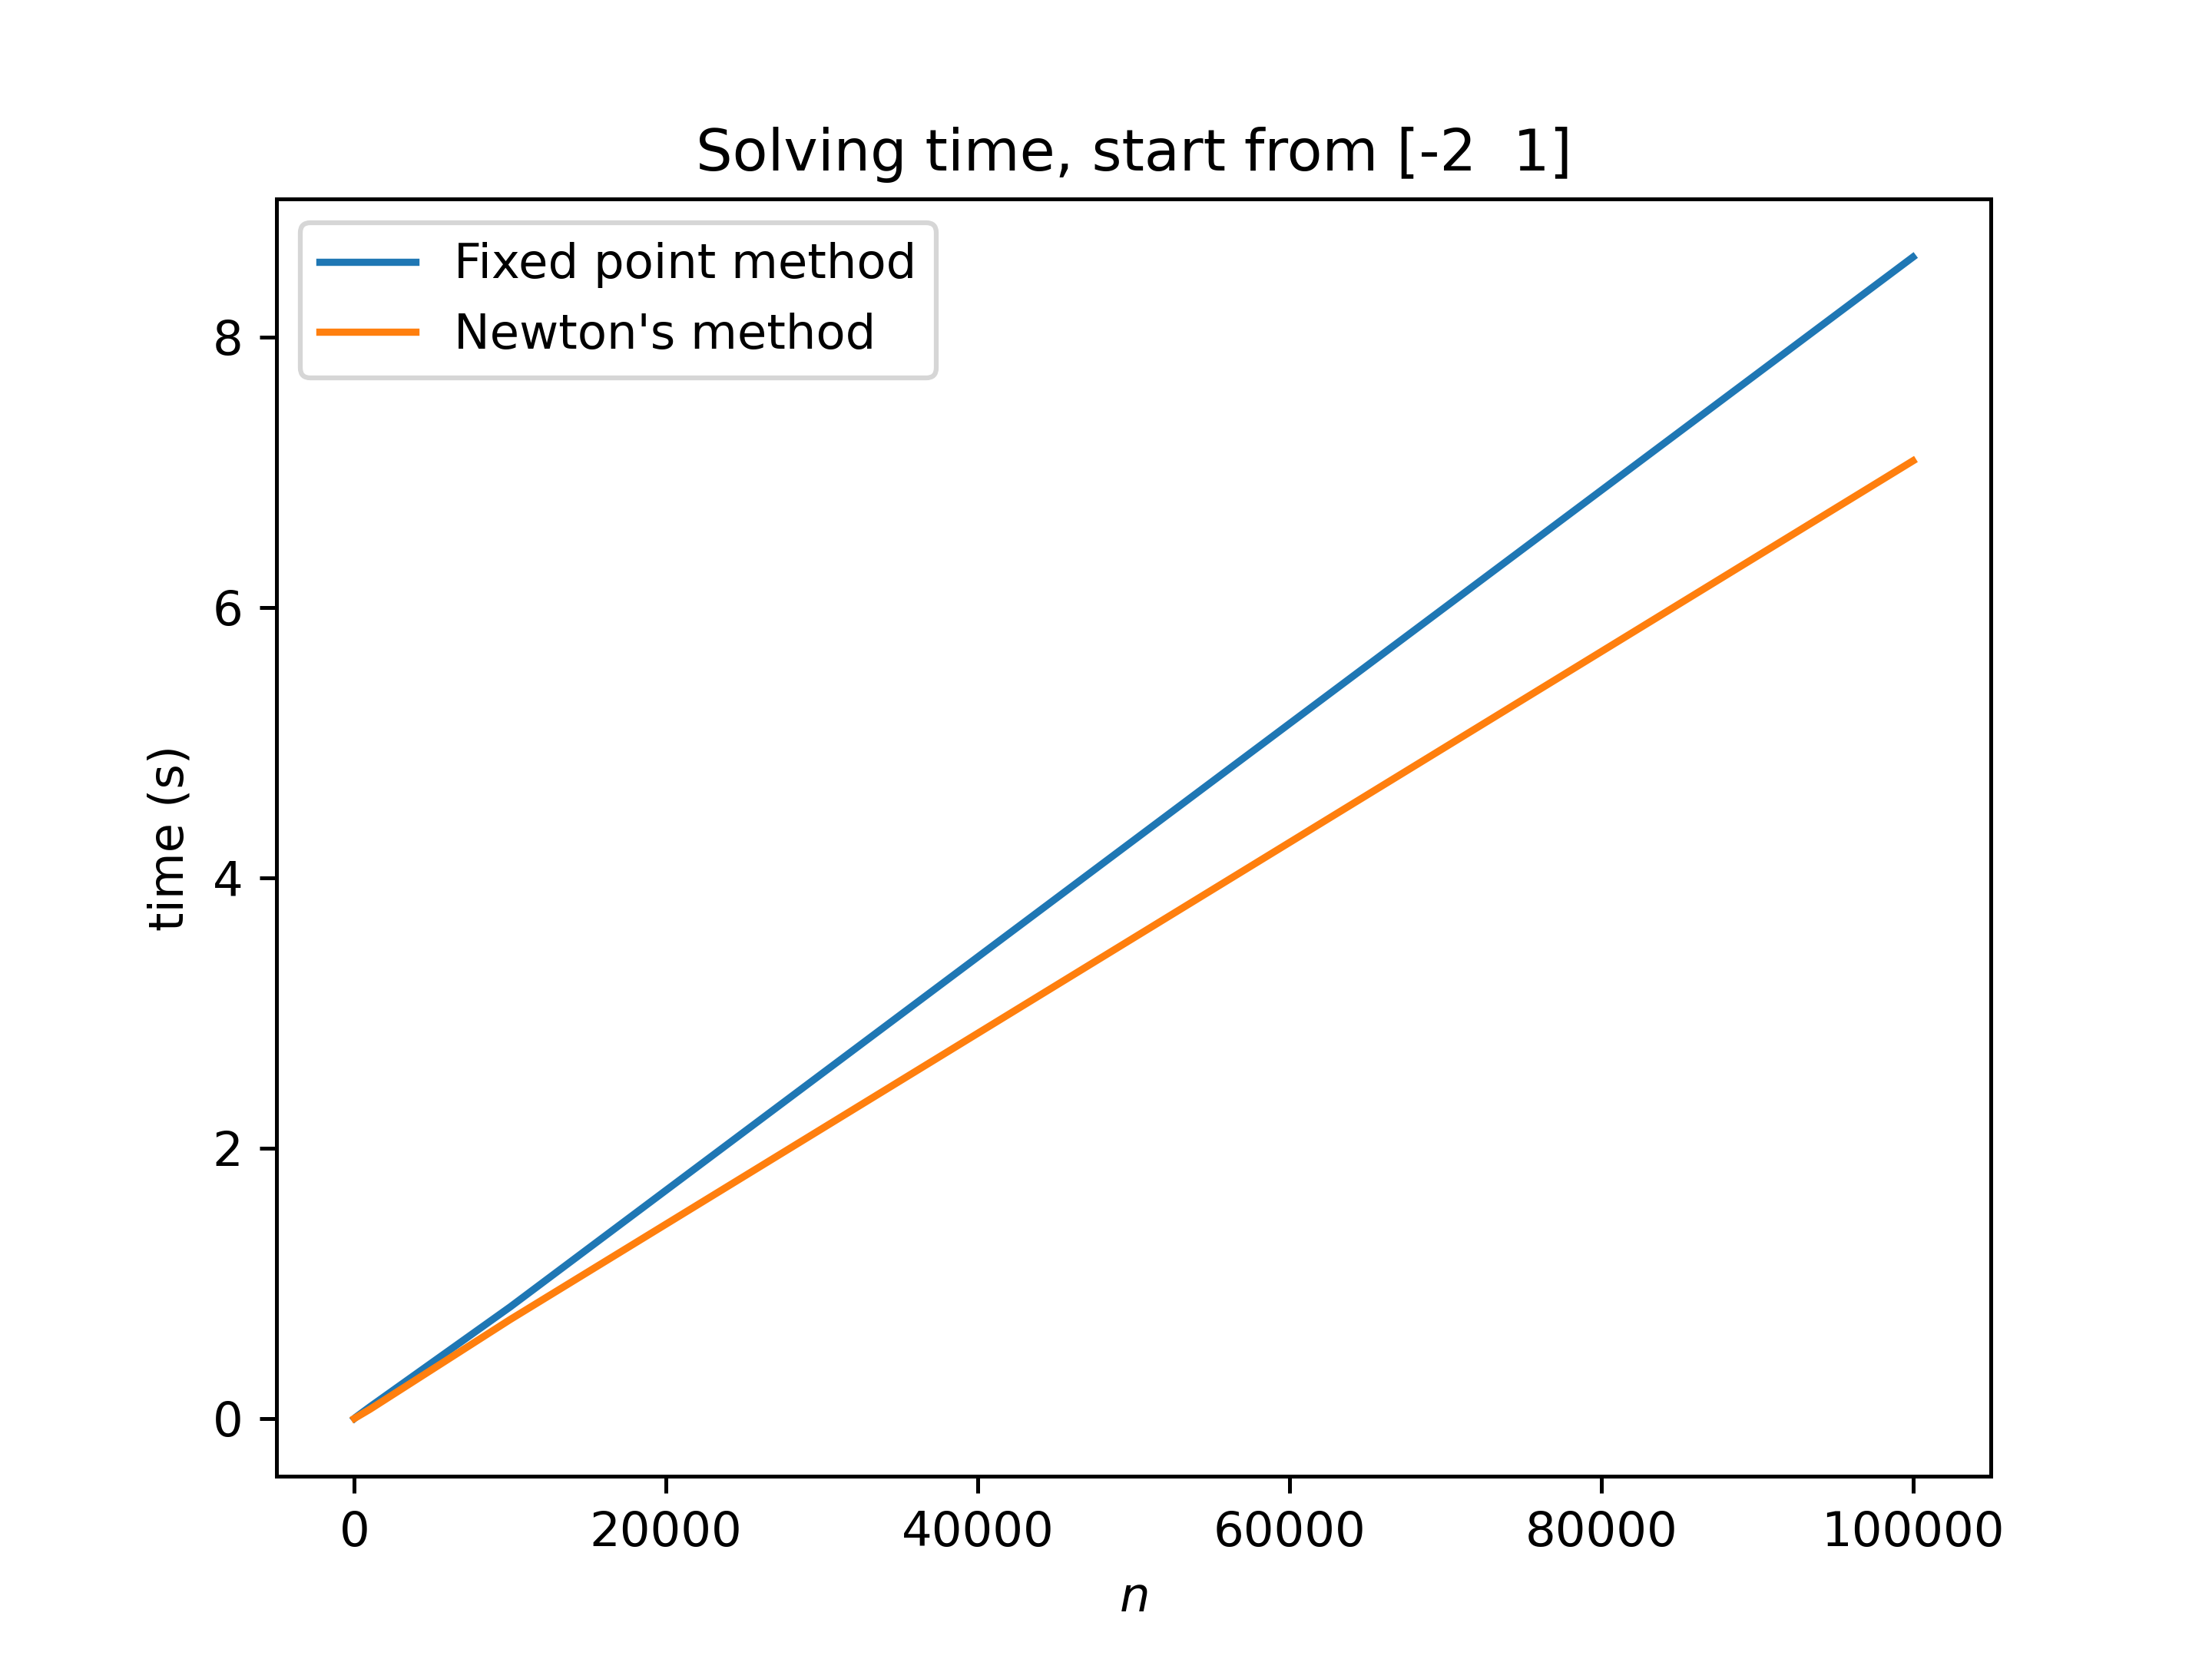 Solving time, start from [-2  1]
Fixed point method
Newton's method
8
6
4
2
0
time (s)
0 20000 40000 60000 80000 100000
n